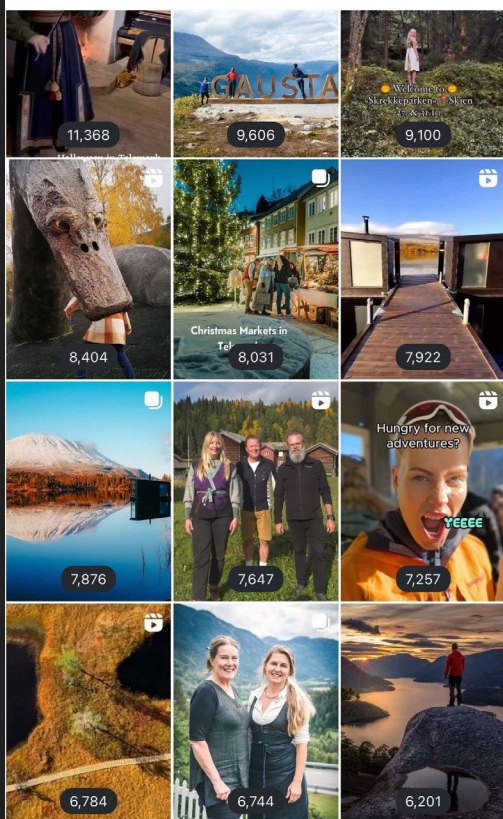 11,368
GAUSTA
9,606
Welcome to
Skrekkeparken Skien
9,100
8,404
Christmas Markets in
8,031
7,922
7,876
7,647
Hungry for new
adventures?
YEEEE
7,257
6,784
6,744
6,201